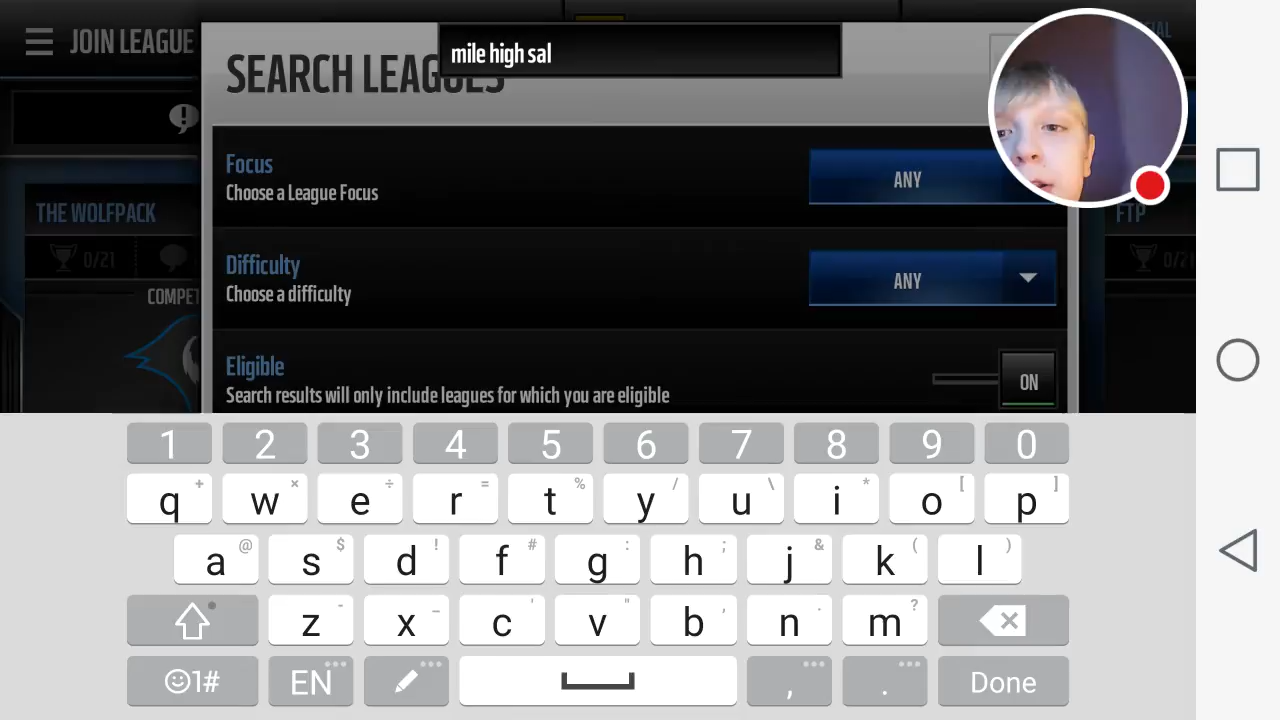 JOIN LEAGUE
mile high sal
SEARCH LEAGUES
Focus
Choose a League Focus
ANY
THE WOLFPACK
FTP
0/21
Difficulty
Choose a difficulty
ANY
COMPET
Eligible
Search results will only include leagues for which you are eligible
ON
1 2 3 4 5 6 7 8 9 0
q + w × e ÷ r = t % y / u \ i * o [ p ]
a @ s $ d ! f # g : h ; j & k ( l )
z - x _ c ' v " b , n . m ?
☺1# EN , . Done